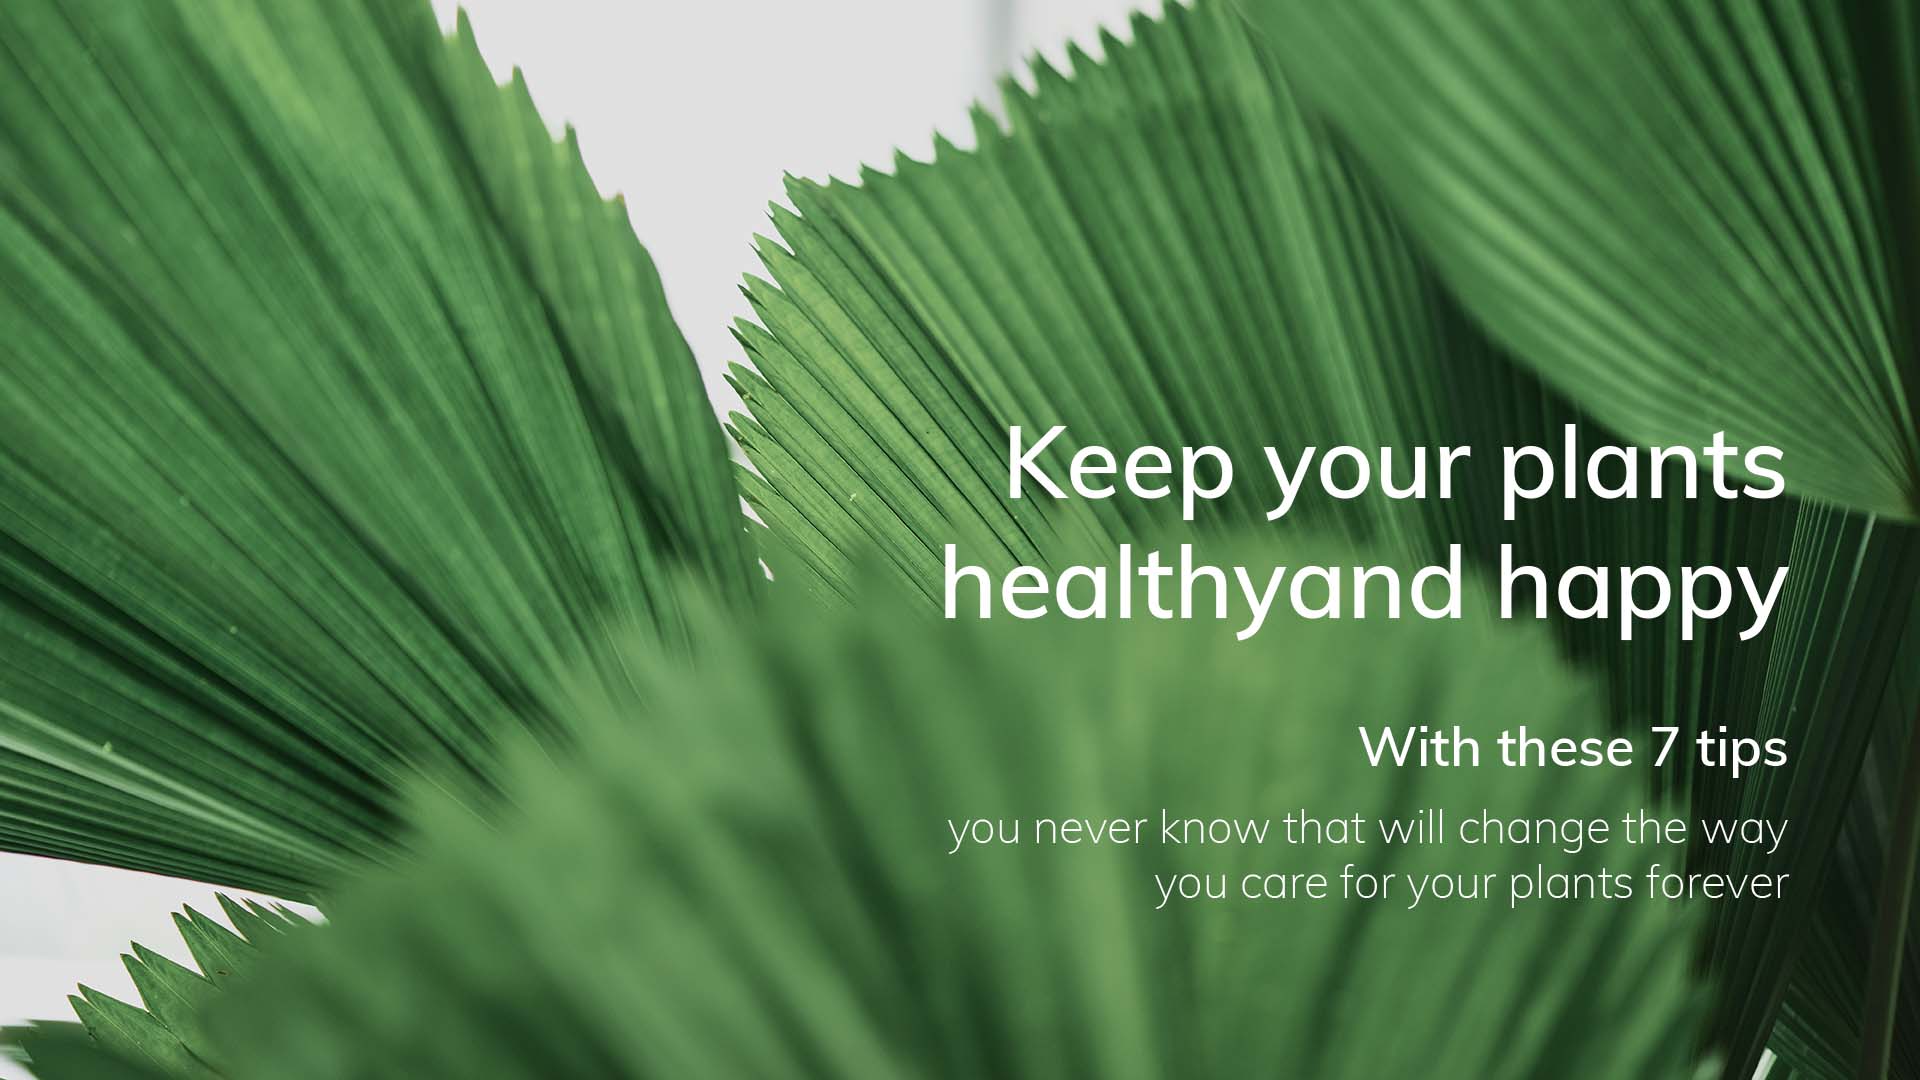 Keep your plants
healthyand happy
With these 7 tips
you never know that will change the way
you care for your plants forever